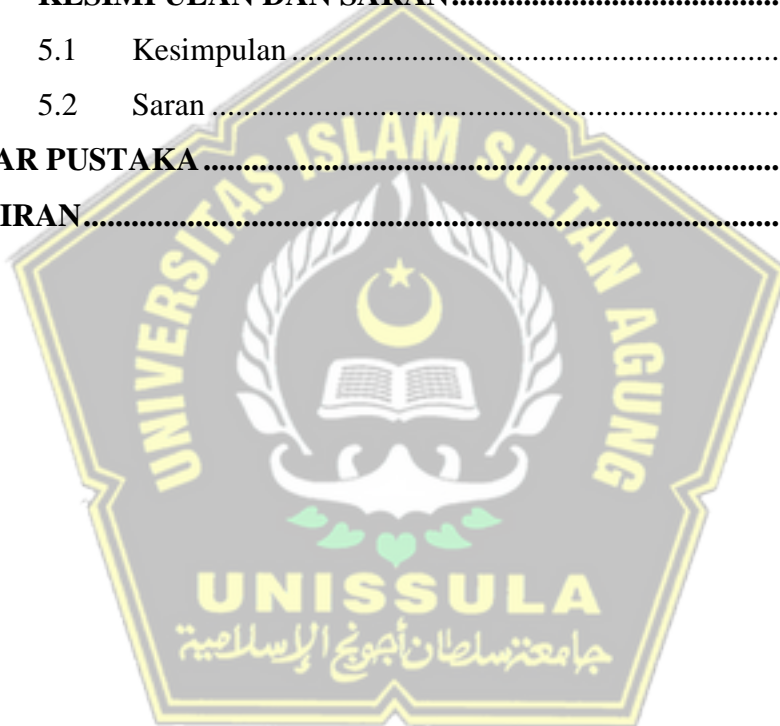 KESIMPULAN DAN SARAN........................................
5.1 Kesimpulan........................................
5.2 Saran........................................
AR PUSTAKA........................................
IRAN........................................
UNIVERSITAS ISLAM SULTAN AGUNG
UNISSULA
جامعة سلطان أجونج الإسلامية